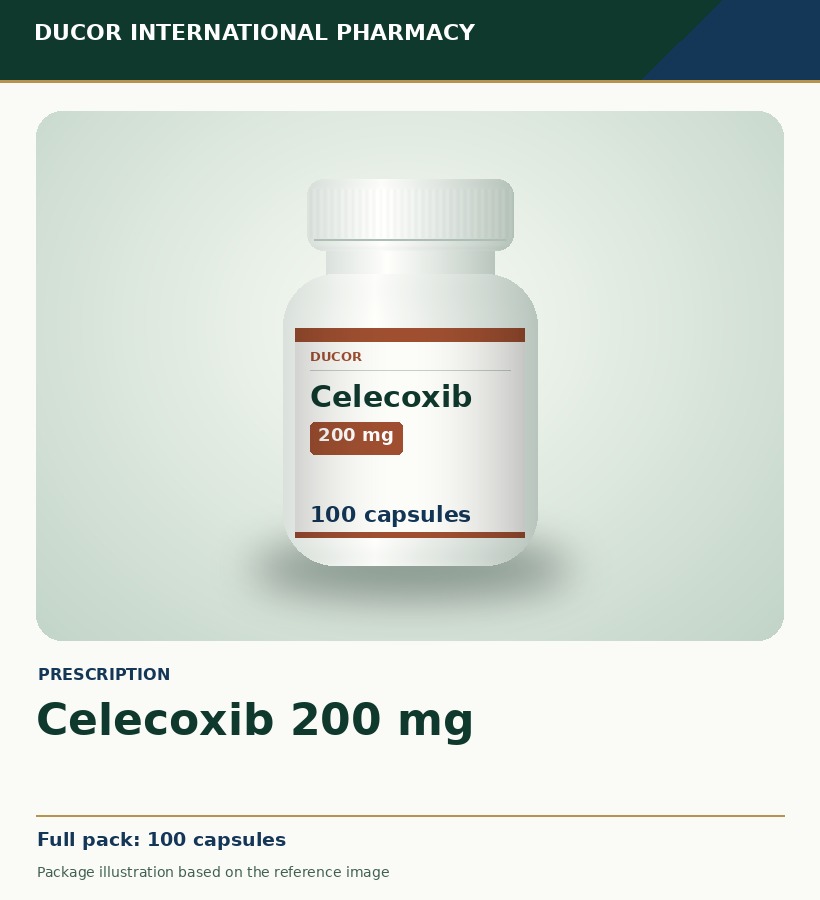 DUCOR INTERNATIONAL PHARMACY
DUCOR
Celecoxib
200 mg
100 capsules
PRESCRIPTION
Celecoxib 200 mg
Full pack: 100 capsules
Package illustration based on the reference image